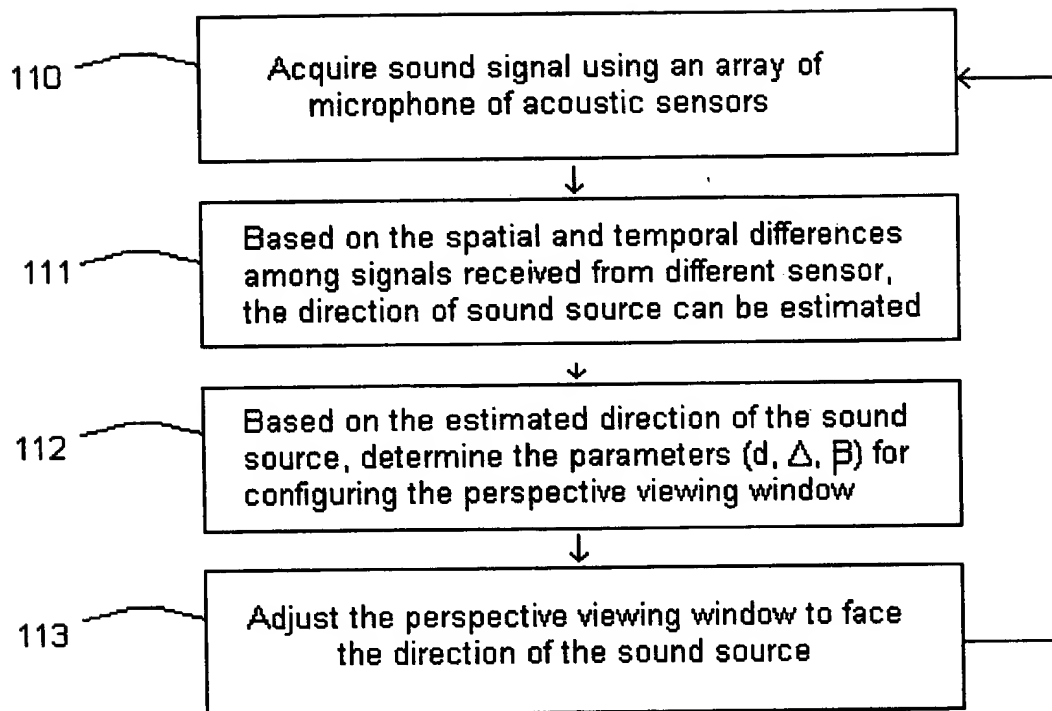 110
Acquire sound signal using an array of
microphone of acoustic sensors
111
Based on the spatial and temporal differences
among signals received from different sensor,
the direction of sound source can be estimated
112
Based on the estimated direction of the sound
source, determine the parameters (d, Δ, β) for
configuring the perspective viewing window
113
Adjust the perspective viewing window to face
the direction of the sound source